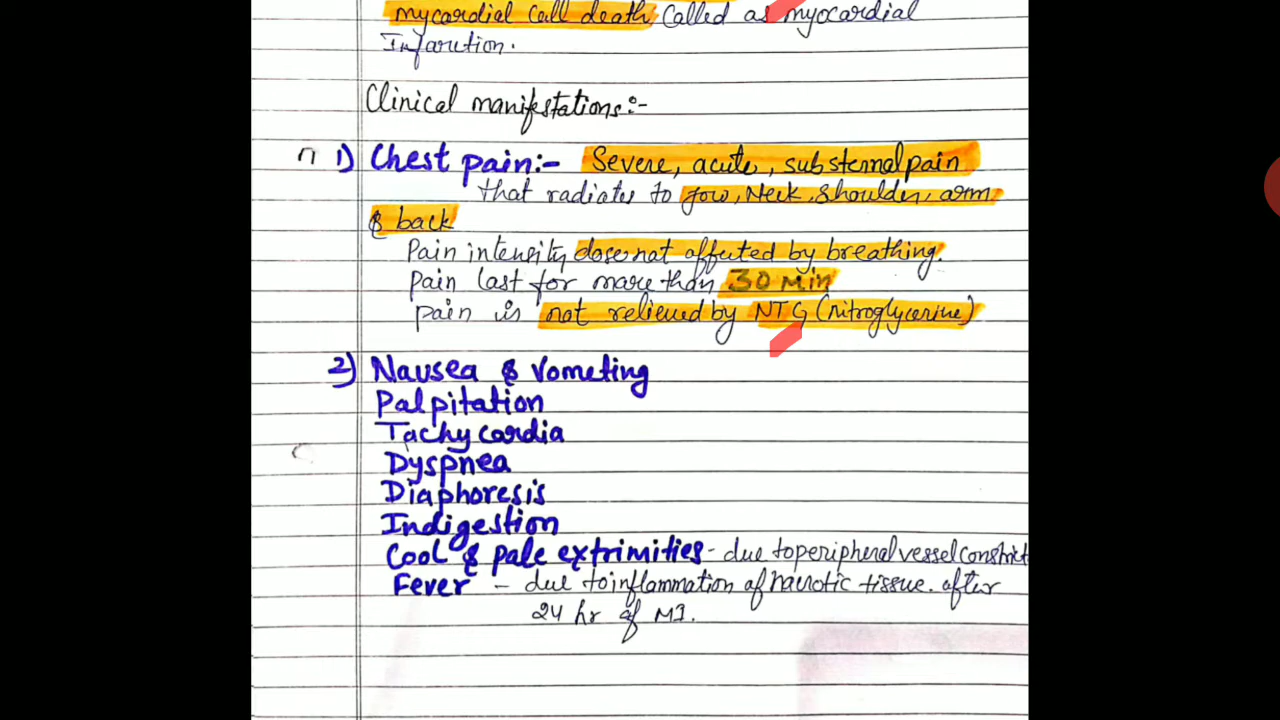 mycardial call death Called as myocardial
Infarution.
Clinical manifestations:-
1) Chest pain:- Severe, acute, substernal pain
that radiates to jow, Neck, Shoulder, arm
& back
Pain intensity dose not affected by breathing.
Pain last for more than 30 Min
Pain is not relieved by NTG (nitroglycerine)
2) Nausea & Vometing
Palpitation
Tachycardia
Dyspnea
Diaphoresis
Indigestion
Cool & pale extrimities - due to peripheral vessel Constrict
Fever - due to inflammation of nacrotic tissue. after
24 hr of MI.